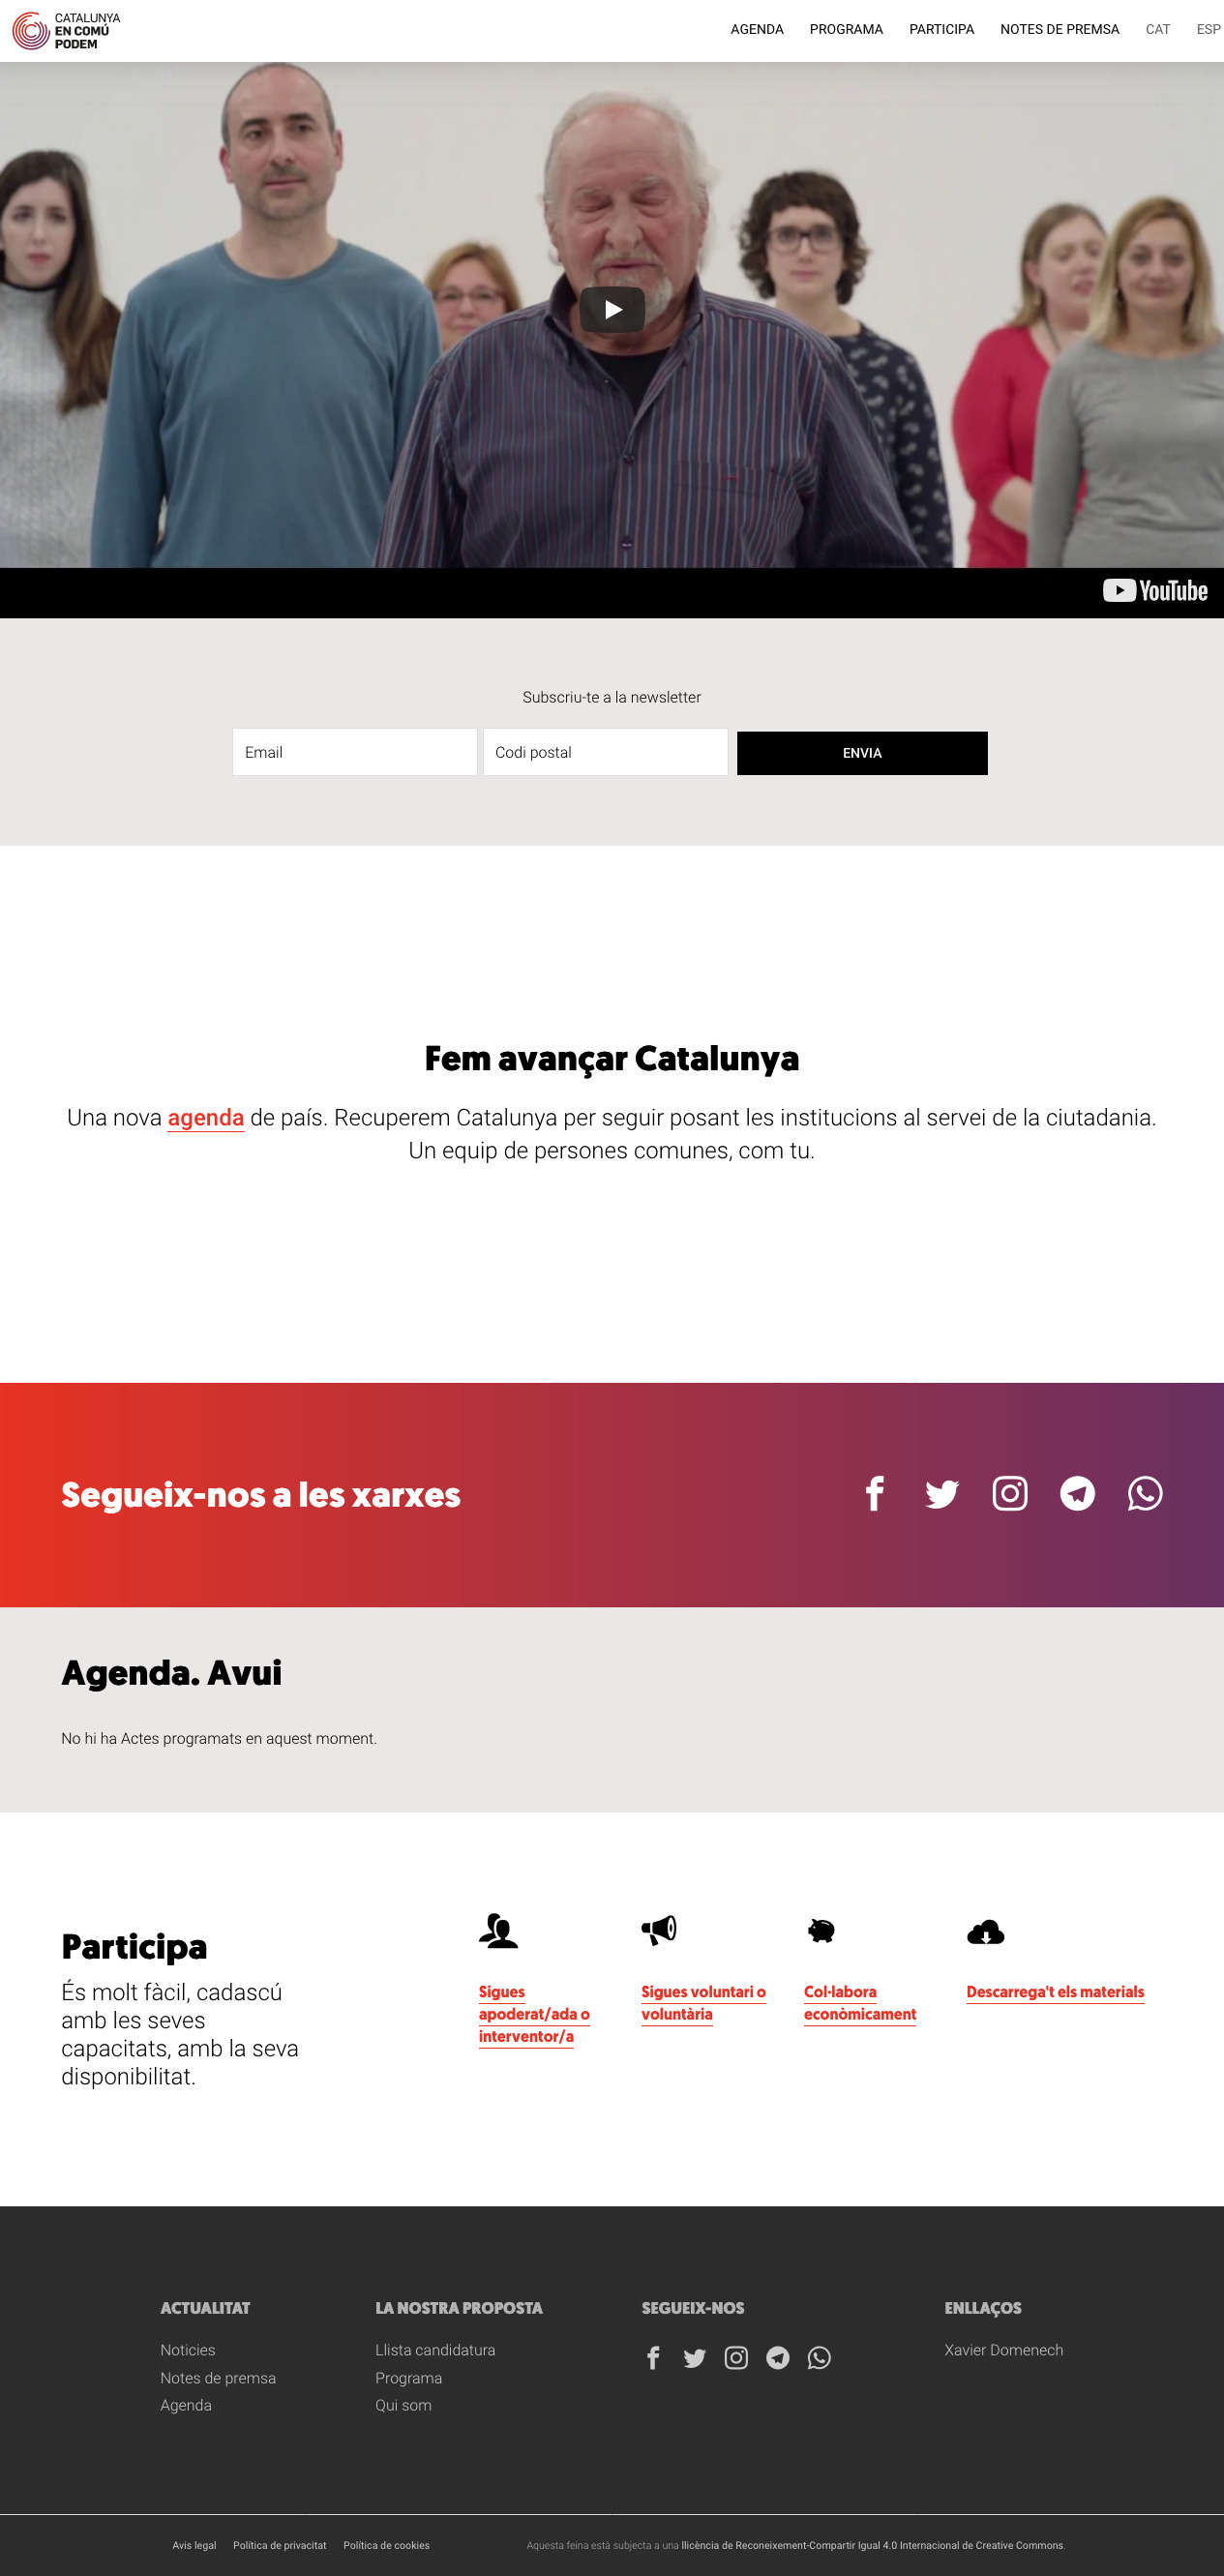 CATALUNYA
EN COMÚ
PODEM
AGENDA PROGRAMA PARTICIPA NOTES DE PREMSA CAT ESP
YouTube
Subscriu-te a la newsletter
Email Codi postal ENVIA
Fem avançar Catalunya
Una nova agenda de país. Recuperem Catalunya per seguir posant les institucions al servei de la ciutadania.
Un equip de persones comunes, com tu.
Segueix-nos a les xarxes
Agenda. Avui
No hi ha Actes programats en aquest moment.
Participa
És molt fàcil, cadascú
amb les seves
capacitats, amb la seva
disponibilitat.
Sigues
apoderat/ada o
interventor/a
Sigues voluntari o
voluntària
Col·labora
econòmicament
Descarrega't els materials
ACTUALITAT
Noticies
Notes de premsa
Agenda
LA NOSTRA PROPOSTA
Llista candidatura
Programa
Qui som
SEGUEIX-NOS
ENLLAÇOS
Xavier Domenech
Avis legal Política de privacitat Política de cookies
Aquesta feina està subjecta a una llicència de Reconeixement-Compartir Igual 4.0 Internacional de Creative Commons.